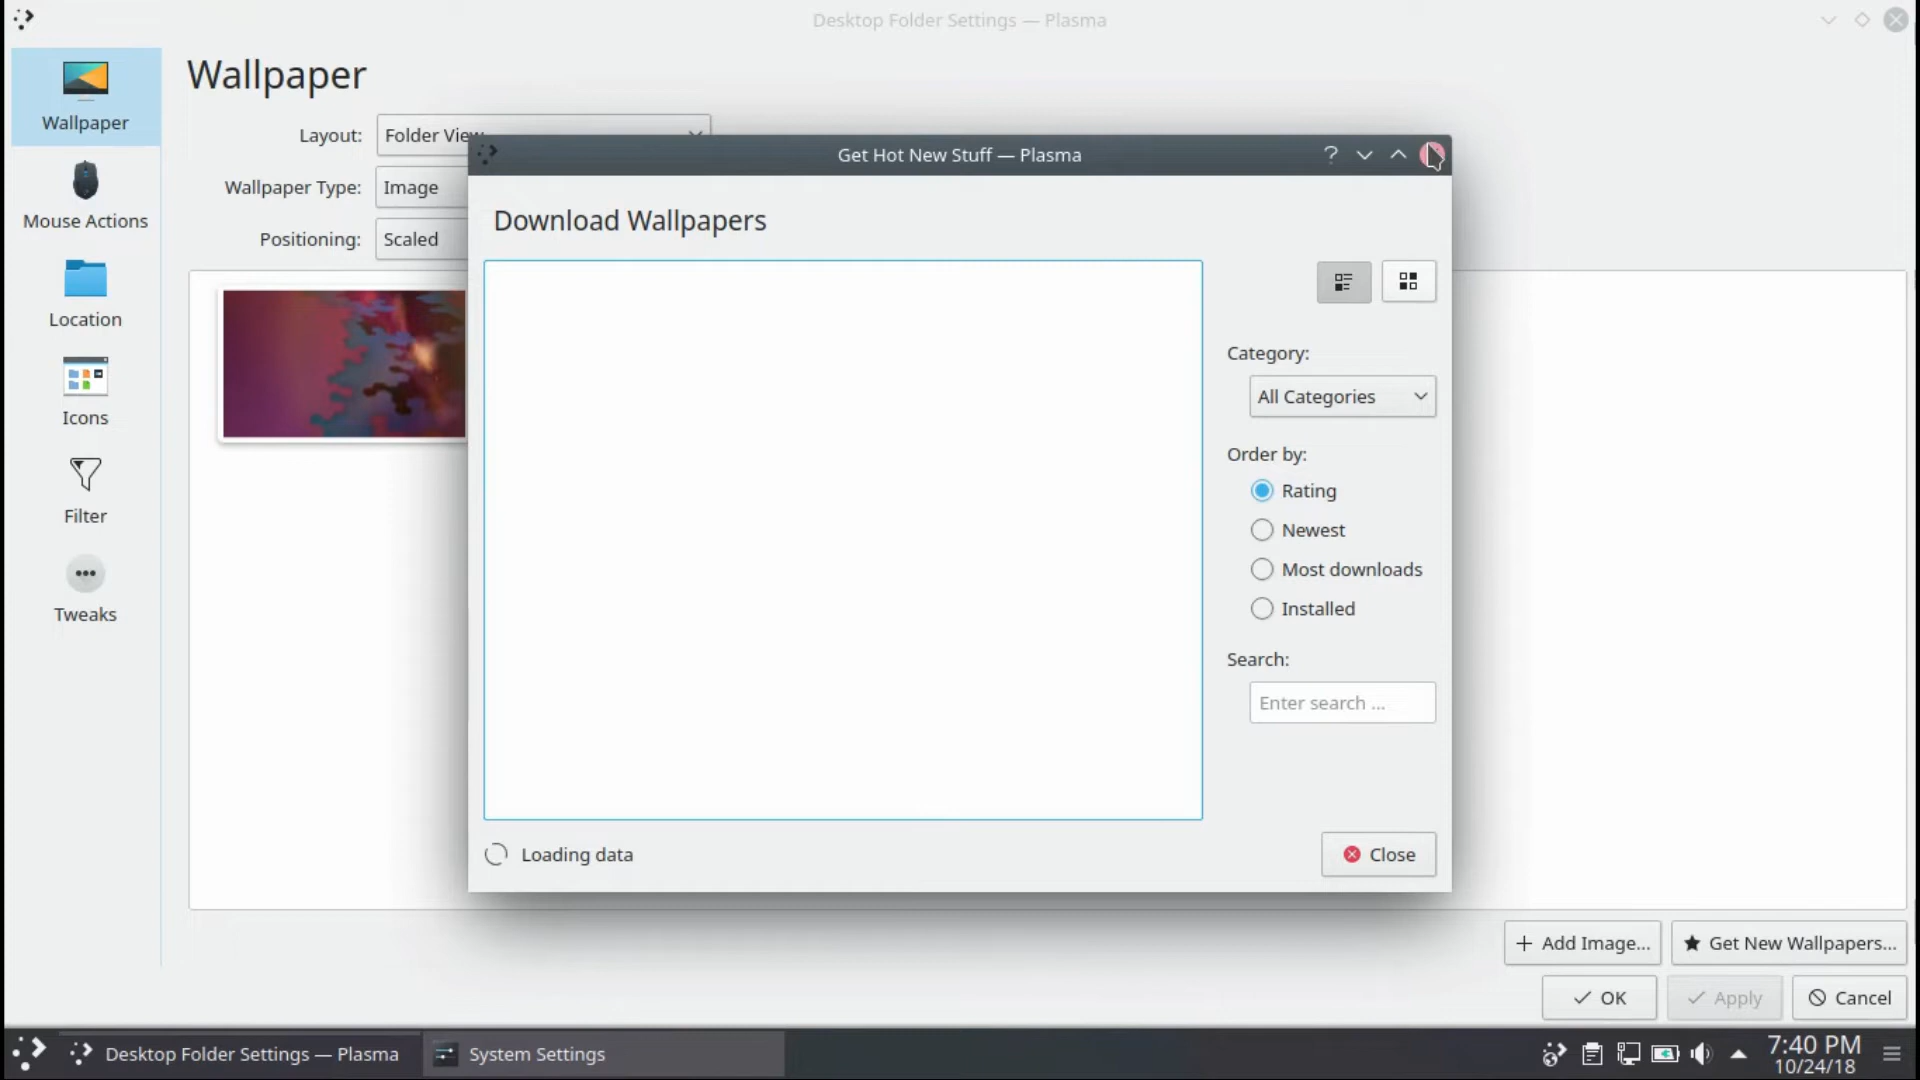 Desktop Folder Settings — Plasma
Wallpaper
Mouse Actions
Location
Icons
Filter
Tweaks
Wallpaper
Layout: Folder View
Wallpaper Type: Image
Positioning: Scaled
Get Hot New Stuff — Plasma
?
Download Wallpapers
Category:
All Categories
Order by:
Rating
Newest
Most downloads
Installed
Search:
Enter search ...
Loading data
Close
Add Image...
Get New Wallpapers...
OK
Apply
Cancel
Desktop Folder Settings — Plasma
System Settings
7:40 PM
10/24/18